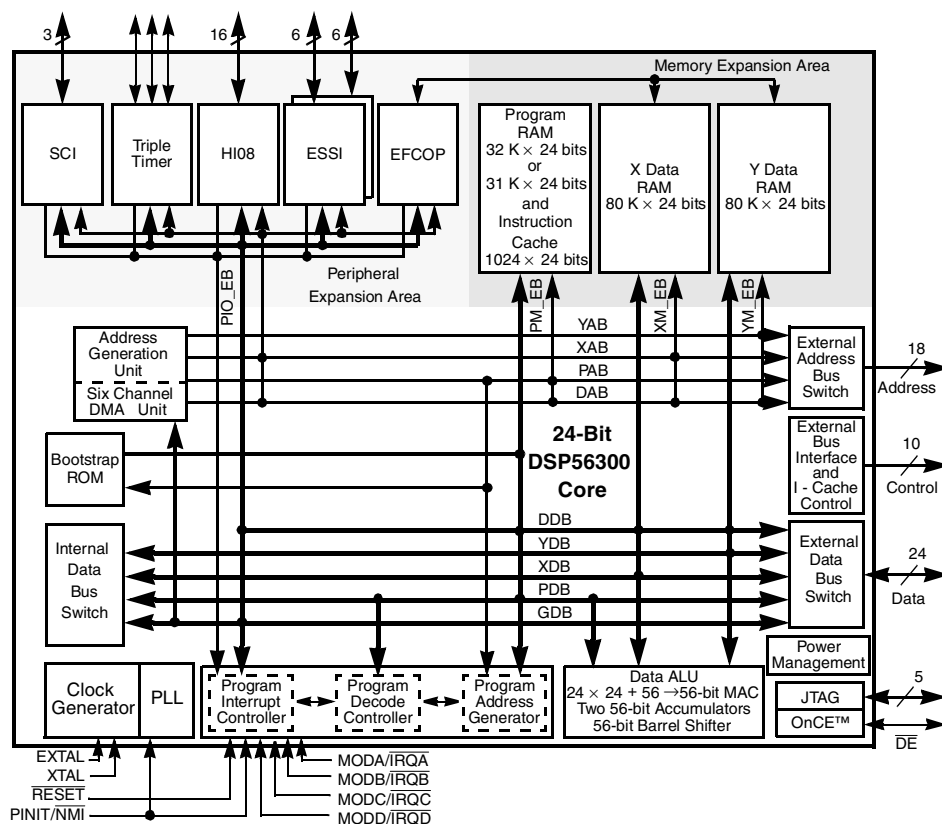 3
16
6
6
Memory Expansion Area
SCI
Triple
Timer
HI08
ESSI
EFCOP
Program
RAM
32 K × 24 bits
or
31 K × 24 bits
and
Instruction
Cache
1024 × 24 bits
X Data
RAM
80 K × 24 bits
Y Data
RAM
80 K × 24 bits
Peripheral
Expansion Area
PIO_EB
PM_EB
XM_EB
YM_EB
Address
Generation
Unit
Six Channel
DMA Unit
YAB
XAB
PAB
DAB
External
Address
Bus
Switch
18
Address
Bootstrap
ROM
24-Bit
DSP56300
Core
External
Bus
Interface
and
I - Cache
Control
10
Control
Internal
Data
Bus
Switch
DDB
YDB
XDB
PDB
GDB
External
Data
Bus
Switch
24
Data
Power
Management
Clock
Generator
PLL
Program
Interrupt
Controller
Program
Decode
Controller
Program
Address
Generator
Data ALU
24 × 24 + 56 →56-bit MAC
Two 56-bit Accumulators
56-bit Barrel Shifter
JTAG
OnCE™
5
DE
EXTAL
XTAL
RESET
PINIT/NMI
MODA/IRQA
MODB/IRQB
MODC/IRQC
MODD/IRQD